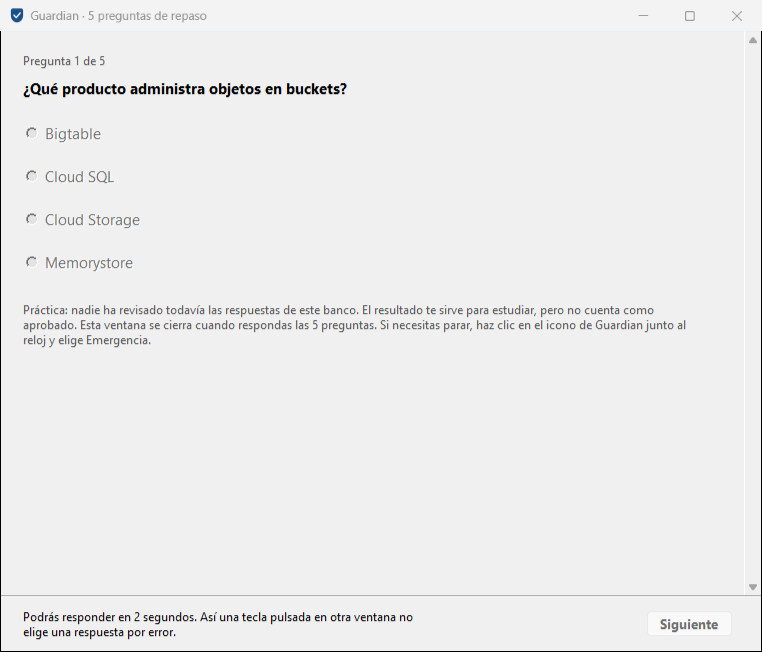 Guardian · 5 preguntas de repaso
Pregunta 1 de 5
¿Qué producto administra objetos en buckets?
Bigtable
Cloud SQL
Cloud Storage
Memorystore
Práctica: nadie ha revisado todavía las respuestas de este banco. El resultado te sirve para estudiar, pero no cuenta como
aprobado. Esta ventana se cierra cuando respondas las 5 preguntas. Si necesitas parar, haz clic en el icono de Guardian junto al
reloj y elige Emergencia.
Podrás responder en 2 segundos. Así una tecla pulsada en otra ventana no
elige una respuesta por error.
Siguiente